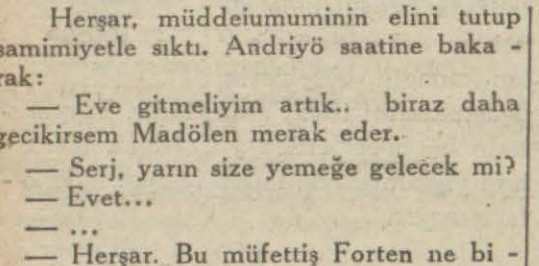 Herşar, müddeiumuminin elini tutup
samimiyetle sıktı. Andriyö saatine baka -
rak:
— Eve gitmeliyim artık.. biraz daha
gecikirsem Madölen merak eder.
— Serj, yarın size yemeğe gelecek mi?
— Evet...
— ...
— Herşar. Bu müfettiş Forten ne bi -